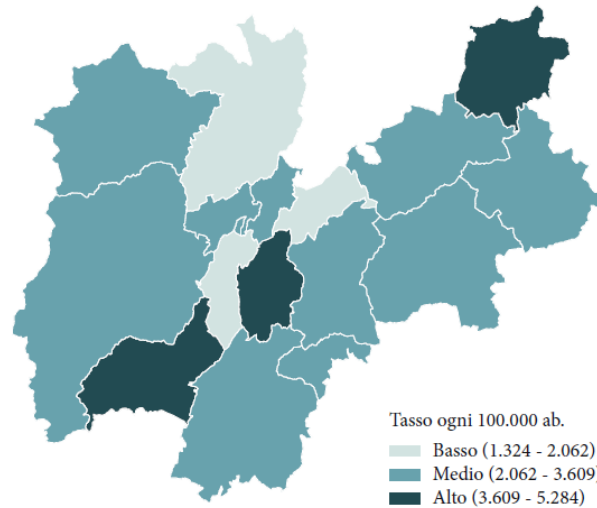 Tasso ogni 100.000 ab.
Basso (1.324 - 2.062)
Medio (2.062 - 3.609)
Alto (3.609 - 5.284)